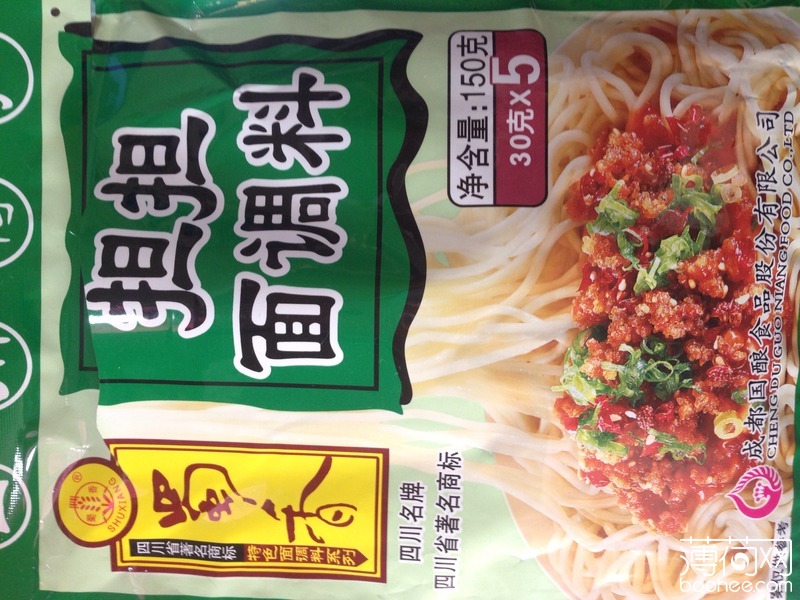 担担
面调料
净含量:150克
30克×5
蜀香
SHUXIANG
®
四川省著名商标
特色面调料系列
四川名牌
四川省著名商标
成都国酿食品股份有限公司
CHENGDU GUO NIANG FOOD CO.,LTD
薄荷网
boohee.com